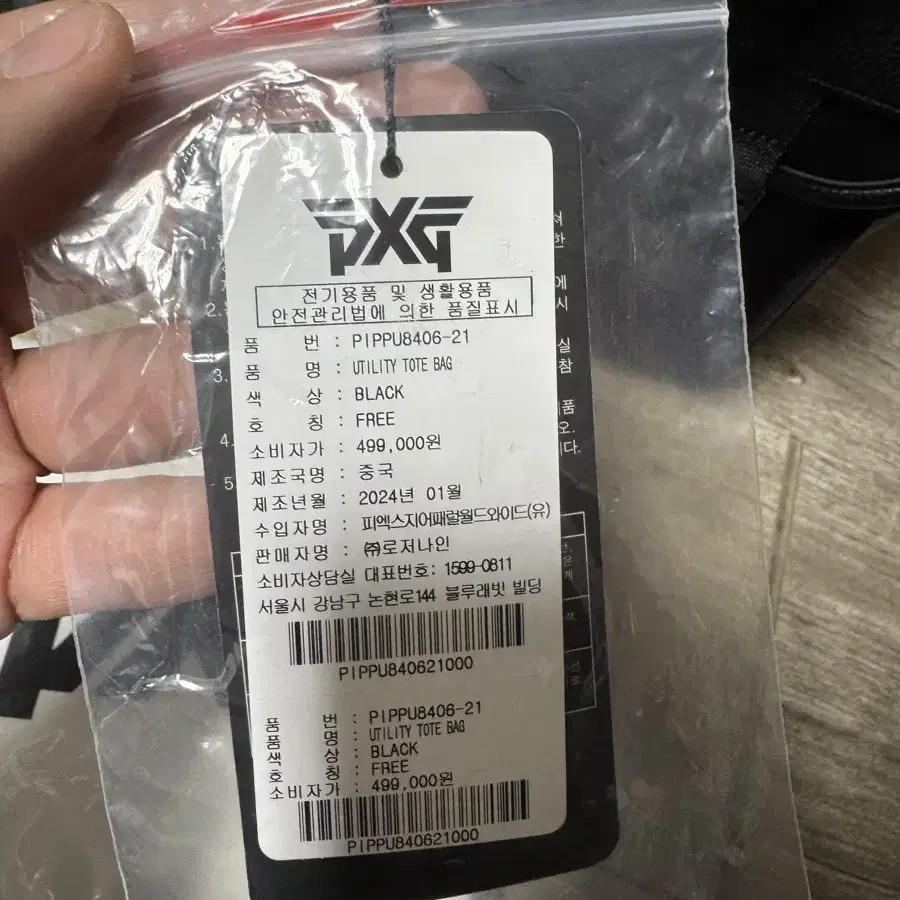 PXG
전기용품 및 생활용품
안전관리법에 의한 품질표시
품 번 : PIPPU8406-21
품 명 : UTILITY TOTE BAG
색 상 : BLACK
호 칭 : FREE
소비자가 : 499,000원
제조국명 : 중국
제조년월 : 2024년 01월
수입자명 : 피엑스지어패럴월드와이드(유)
판매자명 : ㈜로저나인
소비자상담실 대표번호: 1599-0811
서울시 강남구 논현로144 블루래빗 빌딩
PIPPU840621000
품 번 : PIPPU8406-21
품 명 : UTILITY TOTE BAG
색 상 : BLACK
호 칭 : FREE
소비자가 : 499,000원
PIPPU840621000
1.
2.
3.
4.
5.